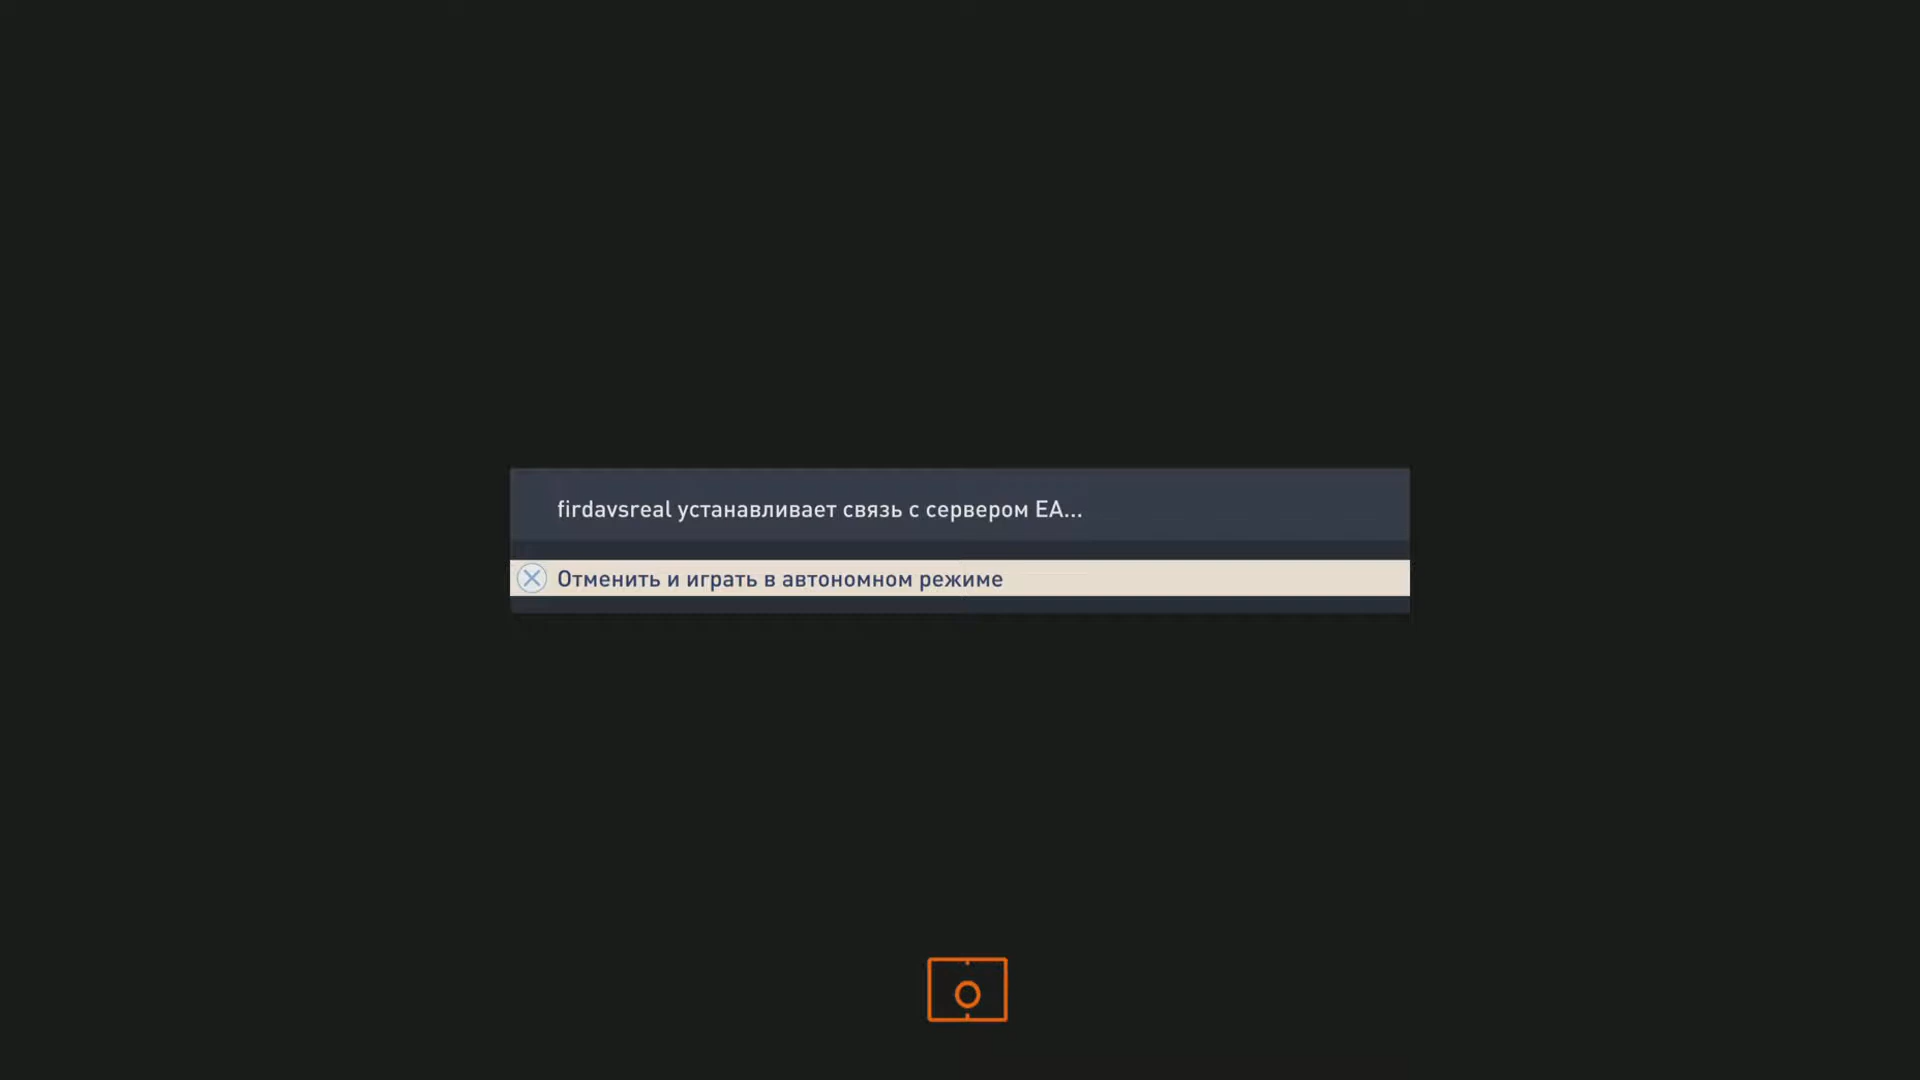 firdavsreal устанавливает связь с сервером EA...
Отменить и играть в автономном режиме